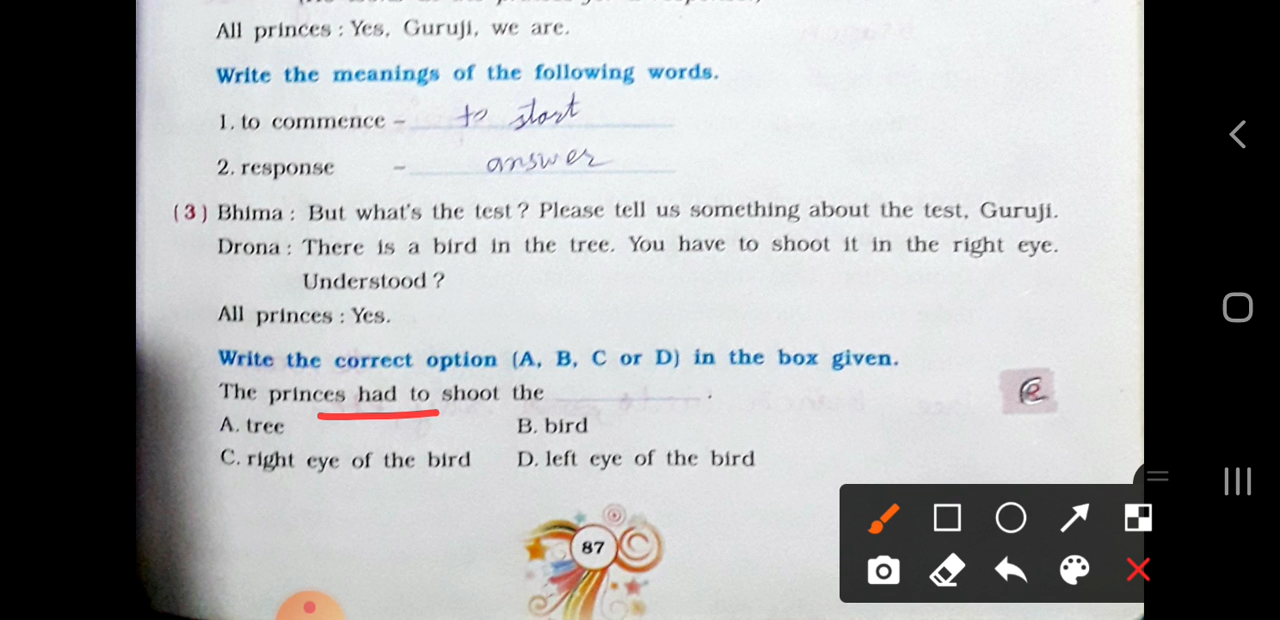 All princes : Yes, Guruji, we are.
Write the meanings of the following words.
1. to commence – to start
2. response – answer
(3) Bhima : But what's the test ? Please tell us something about the test, Guruji.
Drona : There is a bird in the tree. You have to shoot it in the right eye.
Understood ?
All princes : Yes.
Write the correct option (A, B, C or D) in the box given.
The princes had to shoot the .
A. tree B. bird
C. right eye of the bird D. left eye of the bird
87